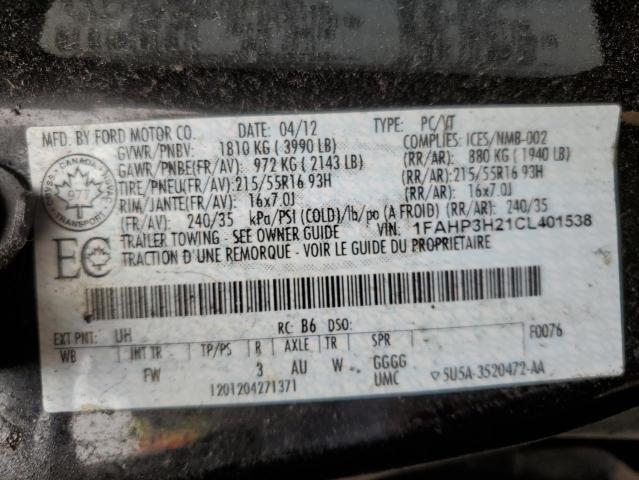 MFD. BY FORD MOTOR CO. DATE: 04/12 TYPE: PC/VT
GVWR/PNBV: 1810 KG ( 3990 LB) COMPLIES: ICES/NMB-002
GAWR/PNBE(FR/AV): 972 KG ( 2143 LB) (RR/AR): 880 KG ( 1940 LB)
TIRE/PNEU(FR/AV): 215/55R16 93H (RR/AR): 215/55R16 93H
RIM/JANTE(FR/AV): 16x7.0J (RR/AR): 16x7.0J
(FR/AV): 240/35 kPa/PSI (COLD)/lb/po (A FROID) (RR/AR): 240/35
TRAILER TOWING - SEE OWNER GUIDE VIN: 1FAHP3H21CL401538
TRACTION D'UNE REMORQUE - VOIR LE GUIDE DU PROPRIETAIRE
CANADA
TRANSPORT
EC
EXT PNT: UH RC: B6 DSO: F0076
WB INT TR TP/PS R AXLE TR SPR
FW 3 AU W GGGG
UMC
1201204271371
5U5A-3520472-AA